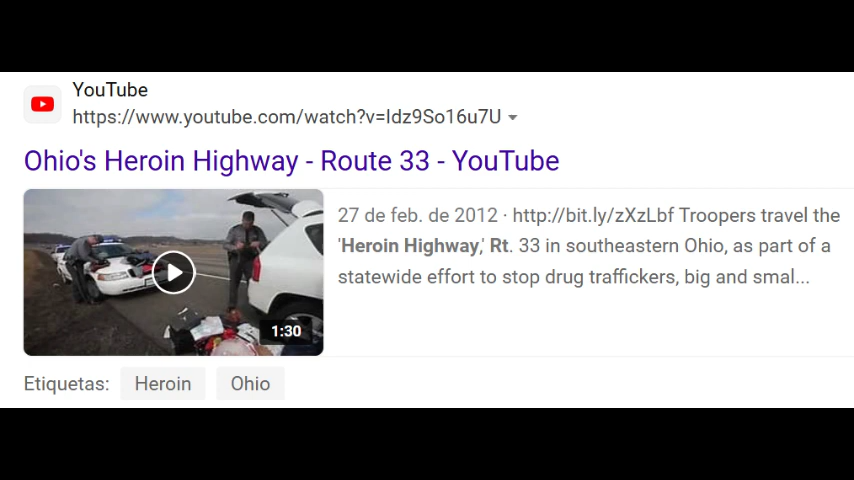 YouTube
https://www.youtube.com/watch?v=Idz9So16u7U
Ohio's Heroin Highway - Route 33 - YouTube
27 de feb. de 2012 · http://bit.ly/zXzLbf Troopers travel the
'Heroin Highway,' Rt. 33 in southeastern Ohio, as part of a
statewide effort to stop drug traffickers, big and smal...
1:30
Etiquetas: Heroin Ohio